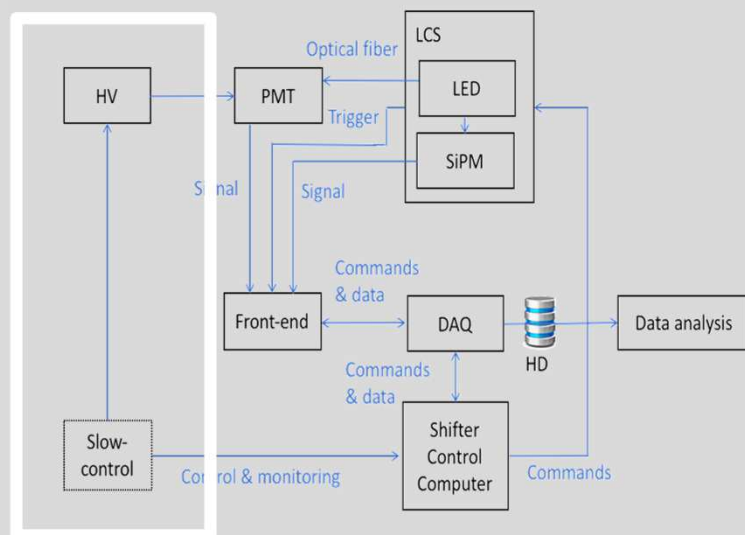 LCS
Optical fiber
HV
PMT
LED
Trigger
SiPM
Signal
Signal
Commands
& data
Front-end
DAQ
HD
Data analysis
Commands
& data
Slow-
control
Shifter
Control
Computer
Control & monitoring
Commands